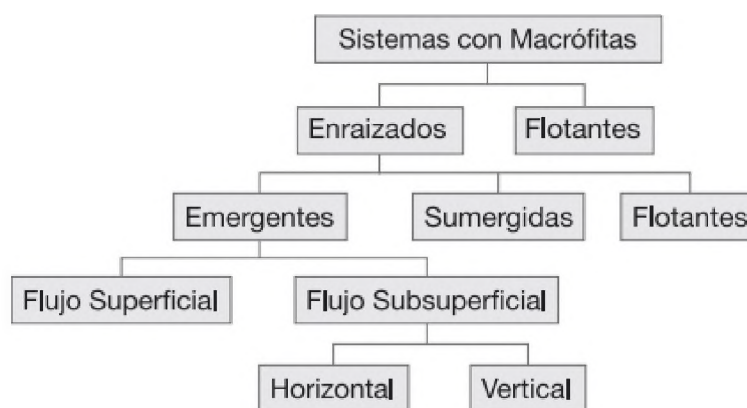 Sistemas con Macrófitas
Enraizados
Flotantes
Emergentes
Sumergidas
Flotantes
Flujo Superficial
Flujo Subsuperficial
Horizontal
Vertical